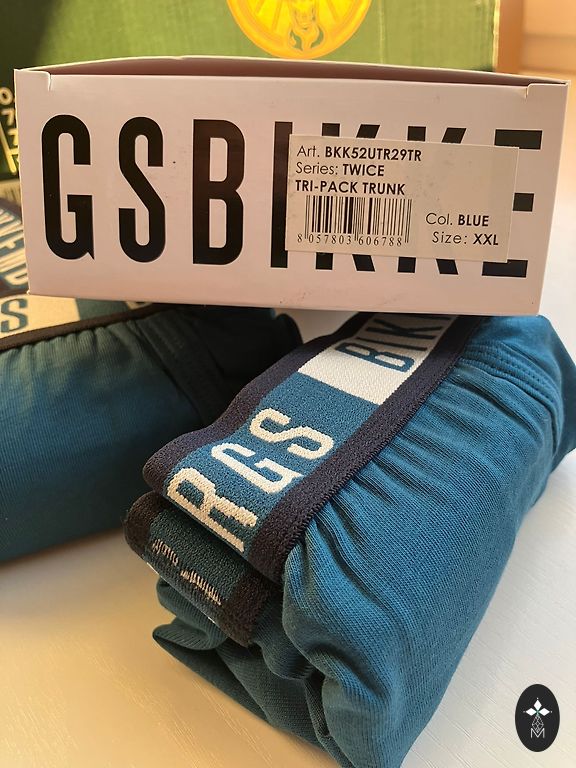 GSBIKKE
Art. BKK52UTR29TR
Series: TWICE
TRI-PACK TRUNK
Col. BLUE
8 057803 606788
Size: XXL
RGS BIKK